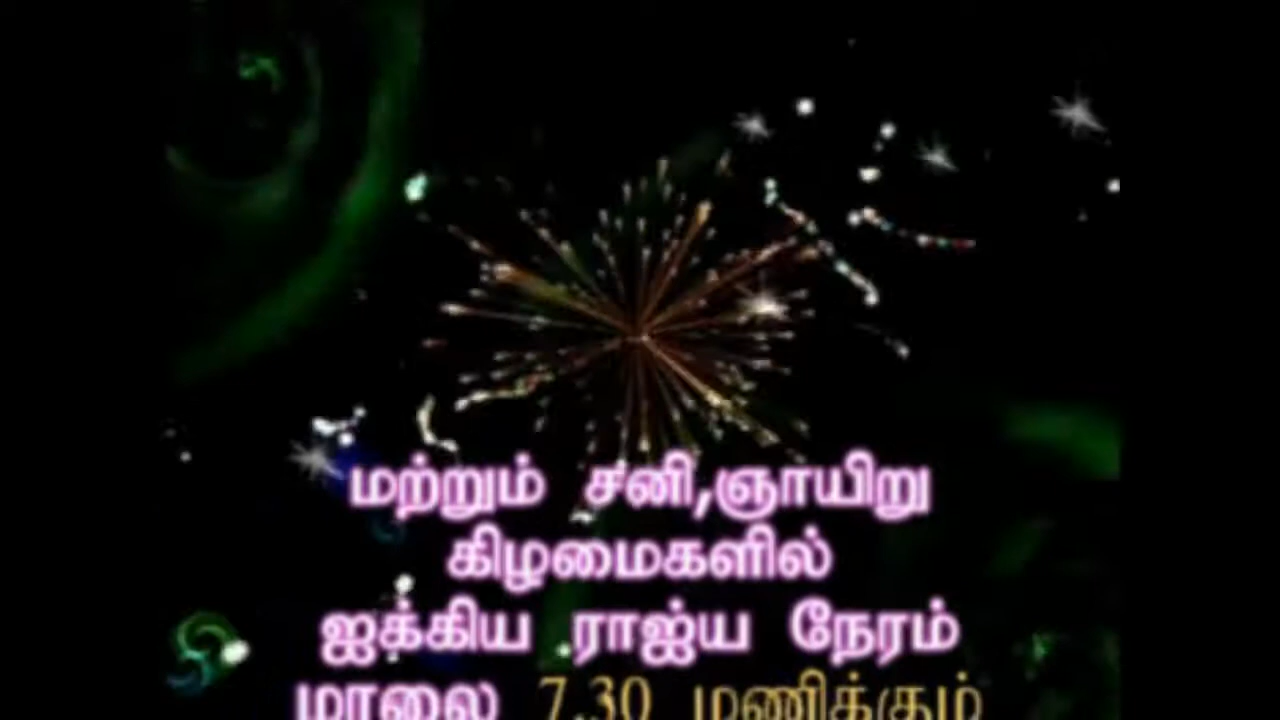 மற்றும் சனி,ஞாயிறு
கிழமைகளில்
ஐக்கிய ராஜ்ய நேரம்
மாலை 7.30 மணிக்கும்